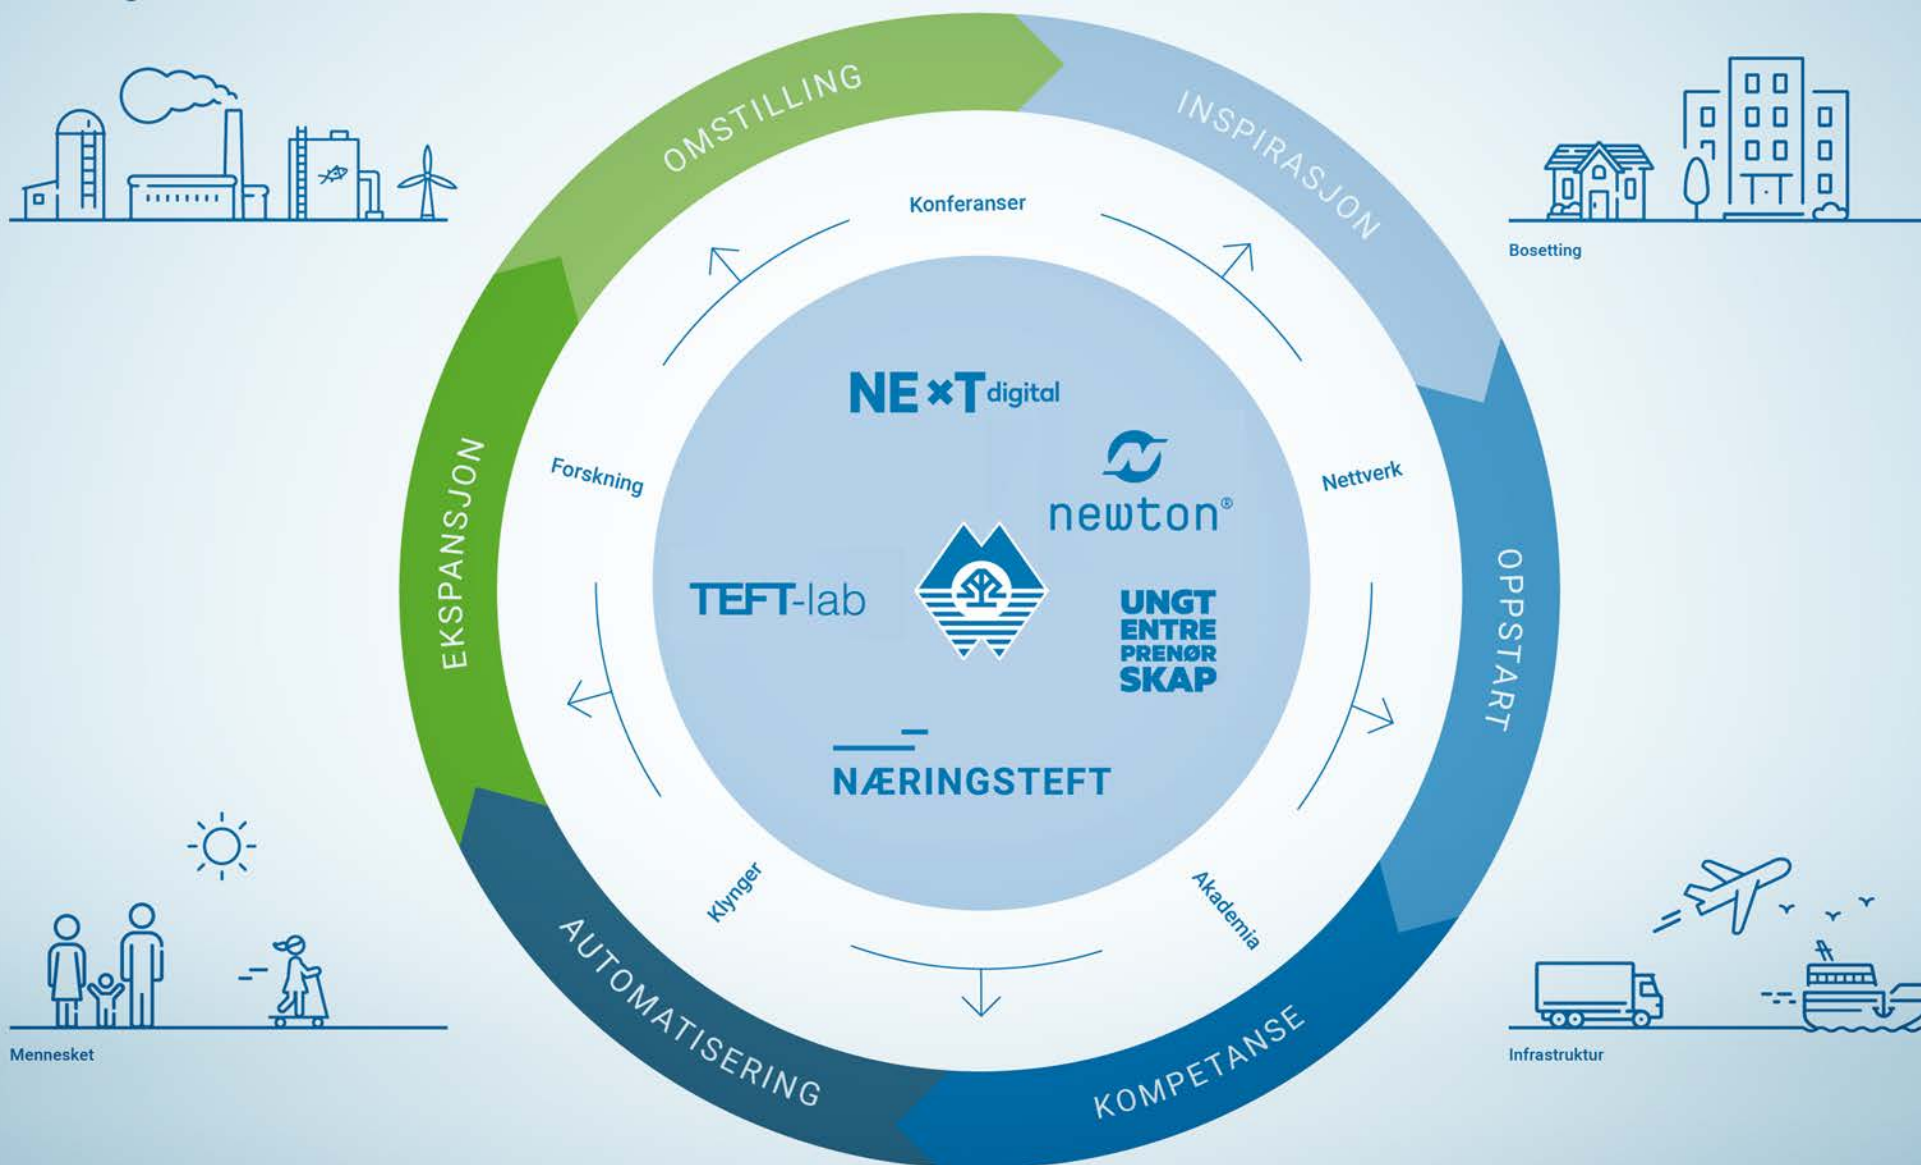 OMSTILLING
INSPIRASJON
Konferanser
Bosetting
NExT digital
newton®
Forskning
Nettverk
EKSPANSJON
OPPSTART
TEFT-lab
UNGT
ENTRE
PRENØR
SKAP
NÆRINGSTEFT
Klynger
Akademia
AUTOMATISERING
KOMPETANSE
Mennesket
Infrastruktur